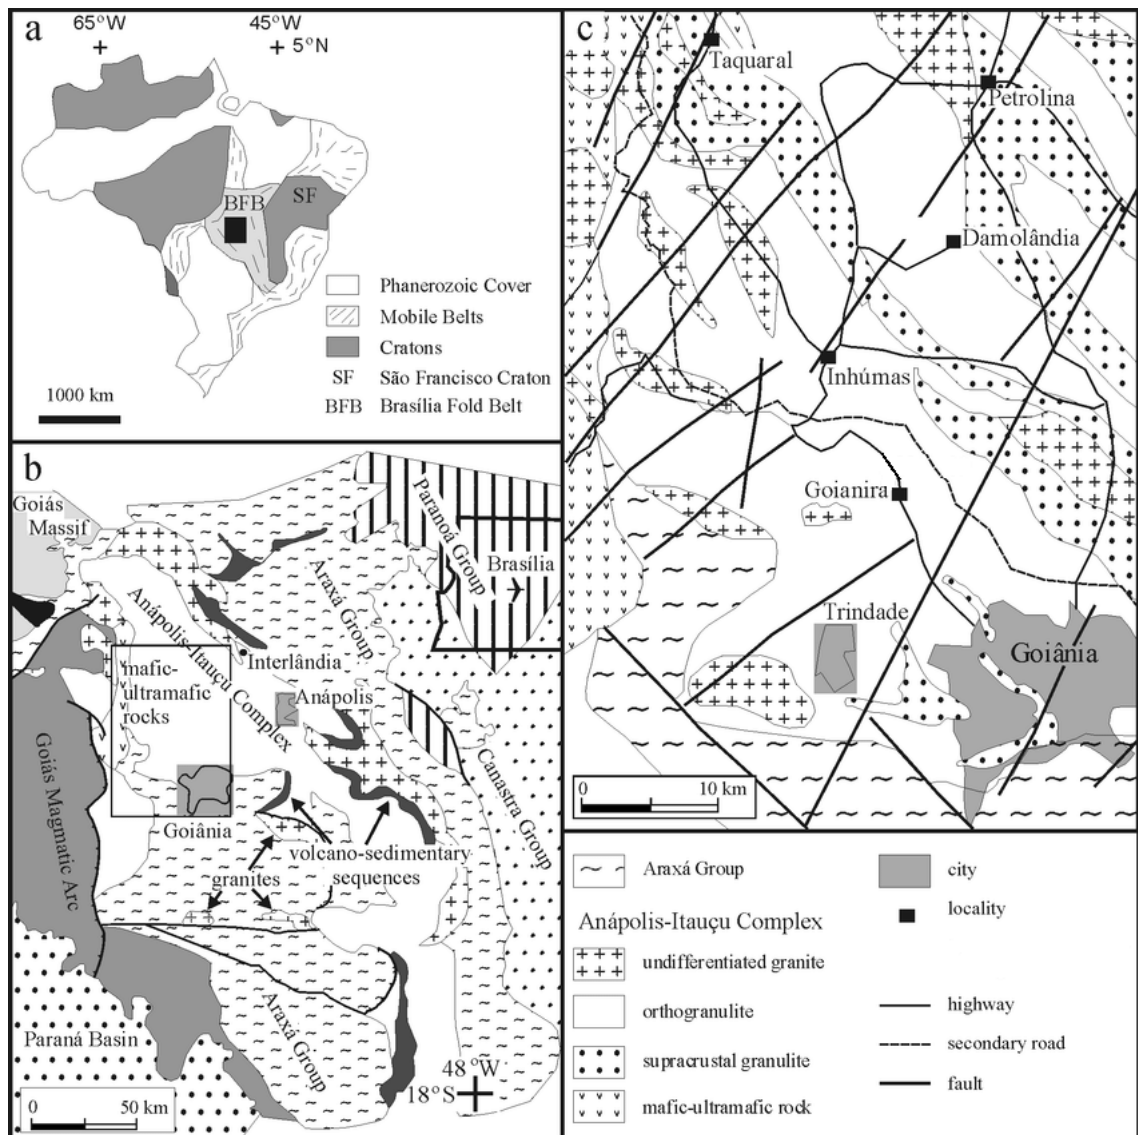 a
65°W
45°W
5°N
BFB
SF
Phanerozoic Cover
Mobile Belts
Cratons
SF São Francisco Craton
BFB Brasília Fold Belt
1000 km
b
Goiás
Massif
Paranoá Group
Brasília
Araxá Group
Anápolis-Itauçu Complex
Interlândia
mafic-
ultramafic
rocks
Anápolis
Goiás Magmatic Arc
Canastra Group
Goiânia
volcano-sedimentary
sequences
granites
Araxá Group
Paraná Basin
48°W
18°S
0 50 km
c
Taquaral
Petrolina
Damolândia
Inhúmas
Goianira
Trindade
Goiânia
0 10 km
Araxá Group
Anápolis-Itauçu Complex
undifferentiated granite
orthogranulite
supracrustal granulite
mafic-ultramafic rock
city
locality
highway
secondary road
fault